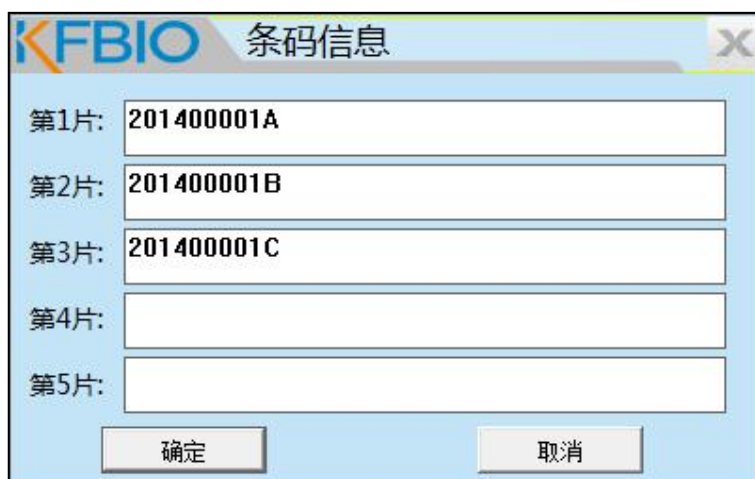 KFBIO 条码信息 X
第1片: 201400001A
第2片: 201400001B
第3片: 201400001C
第4片:
第5片:
确定 取消